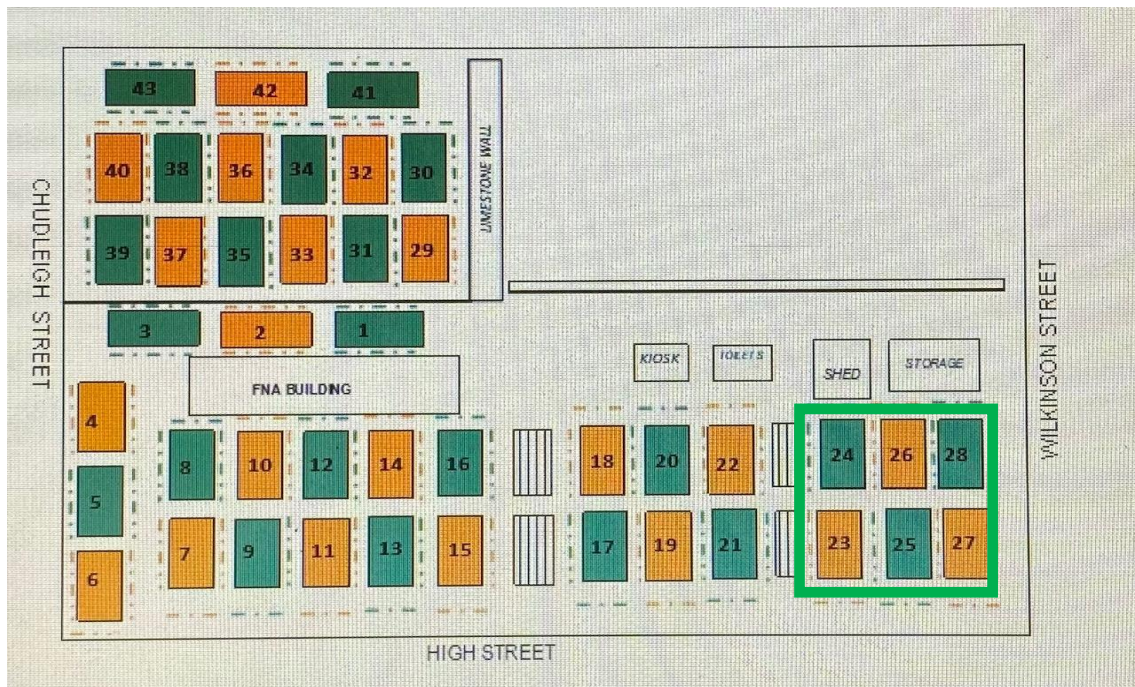 43 42 41
40 38 36 34 32 30
39 37 35 33 31 29
LIMESTONE WALL
CHUDLEIGH STREET
3 2 1
FNA BUILDING
KIOSK TOILETS SHED STORAGE
WILKINSON STREET
4
5
6
8 10 12 14 16 18 20 22 24 26 28
7 9 11 13 15 17 19 21 23 25 27
HIGH STREET